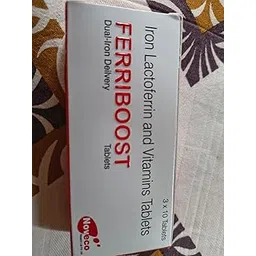 3 x 10 Tablets
Iron Lactoferrin and Vitamins Tablets
FERRIBOOST
Dual-Iron Delivery
Tablets
Noveco